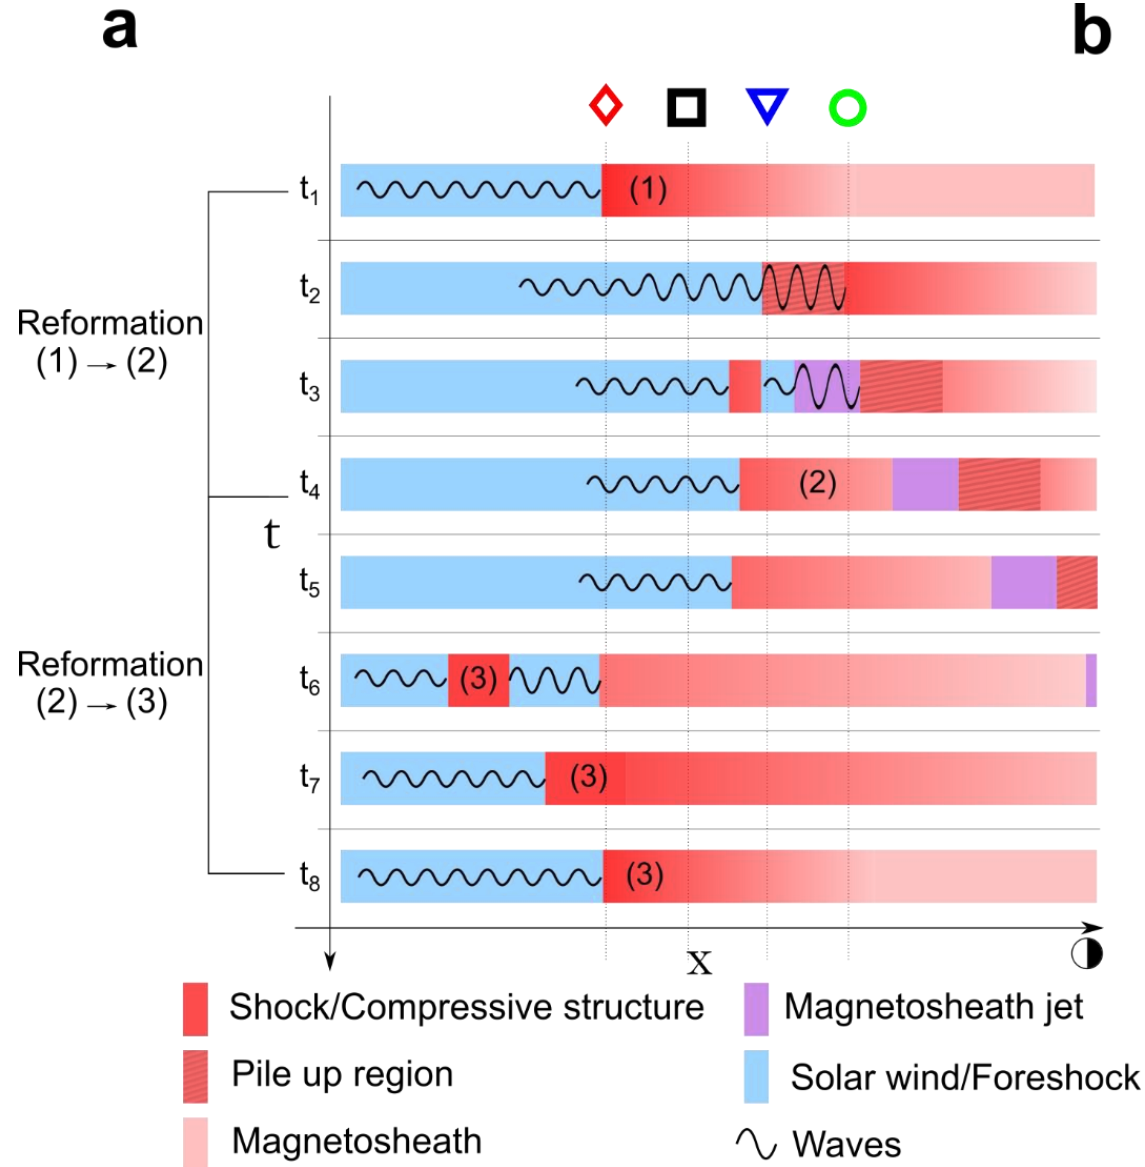 a
b
t1
(1)
t2
Reformation
(1) → (2)
t3
t4
(2)
t
t5
Reformation
(2) → (3)
t6
(3)
t7
(3)
t8
(3)
X
Shock/Compressive structure
Magnetosheath jet
Pile up region
Solar wind/Foreshock
Magnetosheath
Waves